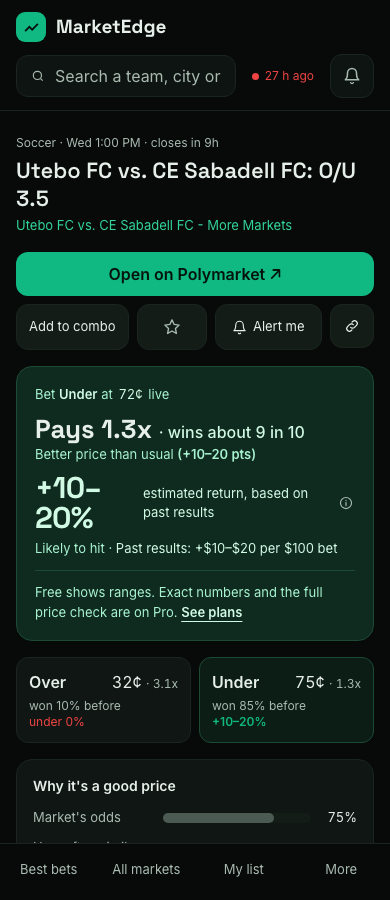 MarketEdge
Search a team, city or
27 h ago
Soccer · Wed 1:00 PM · closes in 9h
Utebo FC vs. CE Sabadell FC: O/U
3.5
Utebo FC vs. CE Sabadell FC - More Markets
Open on Polymarket ↗
Add to combo
Alert me
Bet Under at 72¢ live
Pays 1.3x · wins about 9 in 10
Better price than usual (+10–20 pts)
+10–
20%
estimated return, based on
past results
Likely to hit · Past results: +$10–$20 per $100 bet
Free shows ranges. Exact numbers and the full
price check are on Pro. See plans
Over 32¢ · 3.1x
won 10% before
under 0%
Under 75¢ · 1.3x
won 85% before
+10–20%
Why it's a good price
Market's odds 75%
Best bets
All markets
My list
More